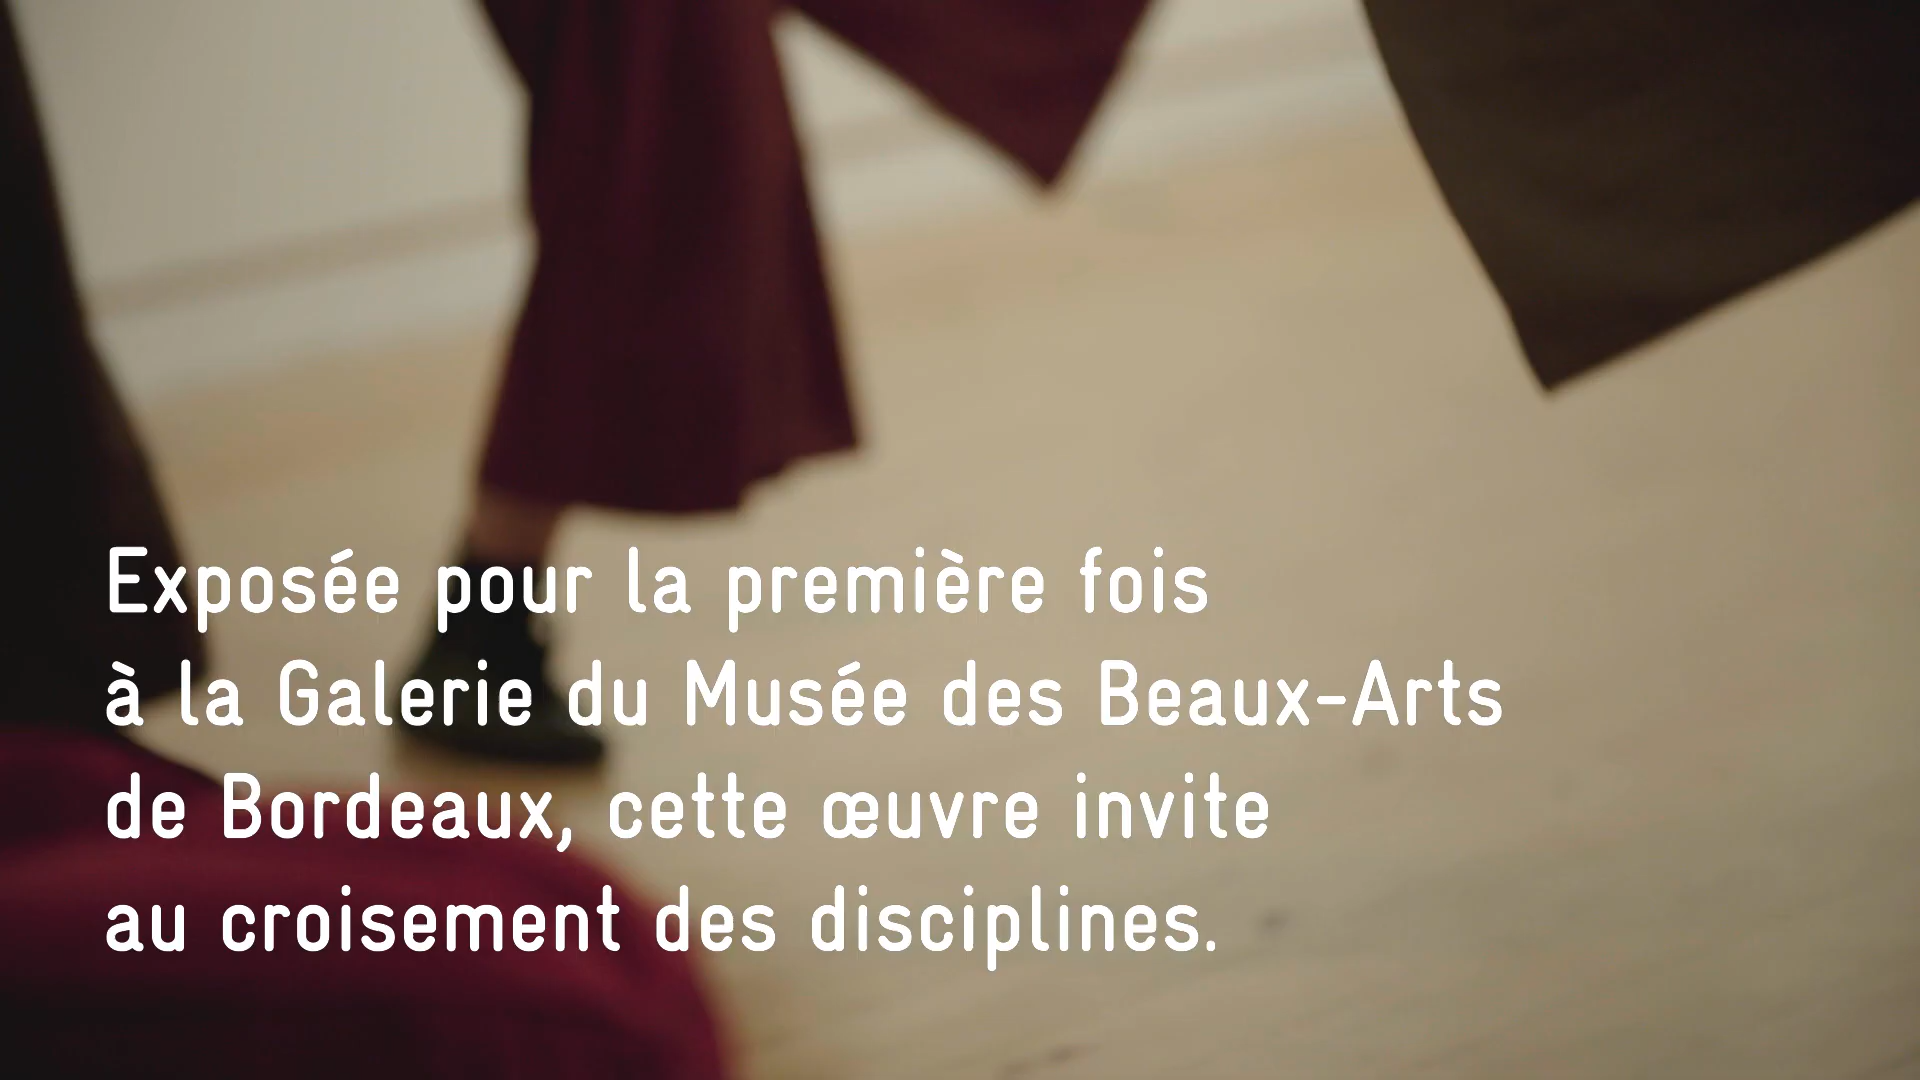 Exposée pour la première fois
à la Galerie du Musée des Beaux-Arts
de Bordeaux, cette œuvre invite
au croisement des disciplines.